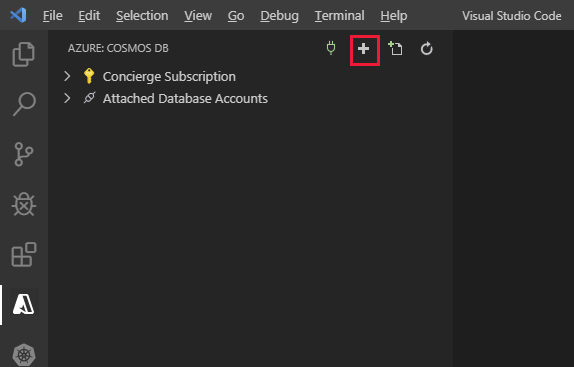 File Edit Selection View Go Debug Terminal Help Visual Studio Code
AZURE: COSMOS DB
Concierge Subscription
Attached Database Accounts